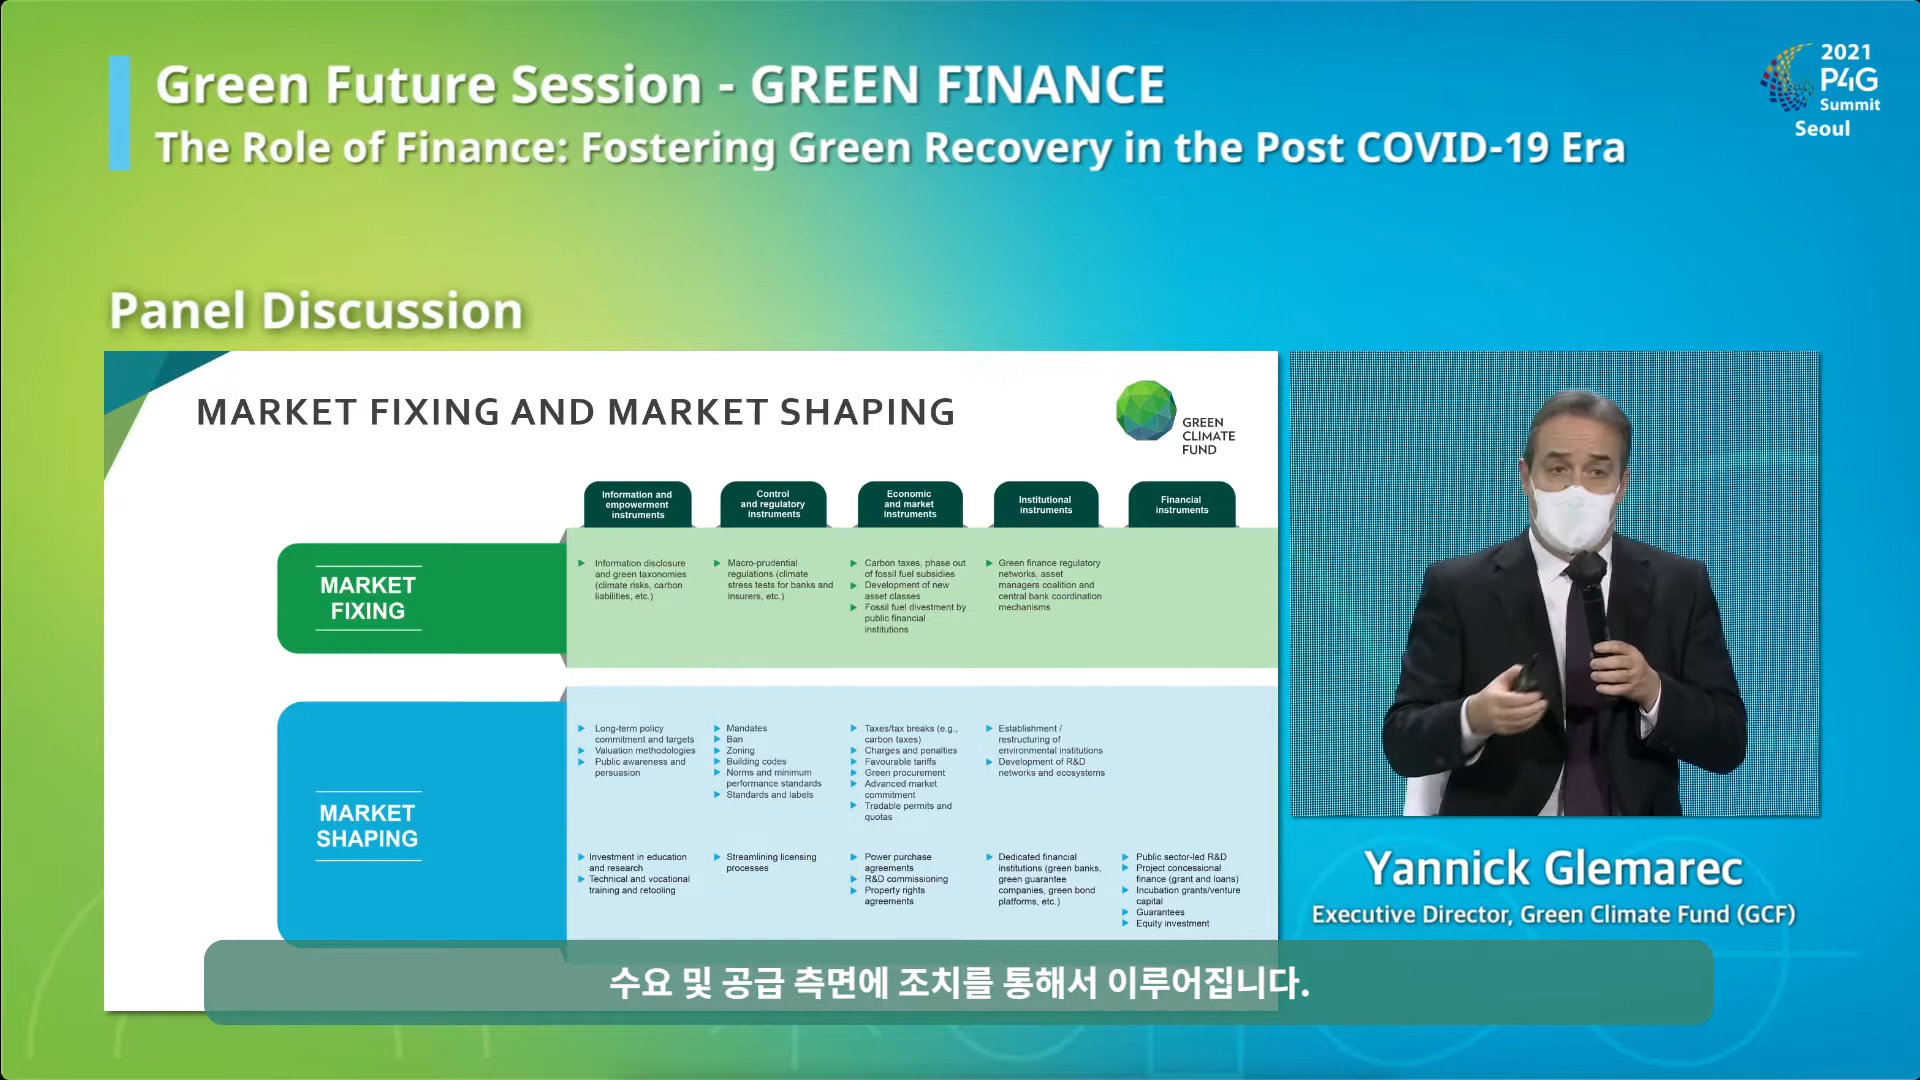 Green Future Session - GREEN FINANCE
The Role of Finance: Fostering Green Recovery in the Post COVID-19 Era
2021
P4G
Summit
Seoul
Panel Discussion
MARKET FIXING AND MARKET SHAPING
GREEN
CLIMATE
FUND
Information and
empowerment
instruments
Control
and regulatory
instruments
Economic
and market
instruments
Institutional
instruments
Financial
instruments
MARKET
FIXING
Information disclosure
and green taxonomies
(climate risks, carbon
liabilities, etc.)
Macro-prudential
regulations (climate
stress tests for banks and
insurers, etc.)
Carbon taxes, phase out
of fossil fuel subsidies
Development of new
asset classes
Fossil fuel divestment by
public financial
institutions
Green finance regulatory
networks, asset
managers coalition and
central bank coordination
mechanisms
MARKET
SHAPING
Long-term policy
commitment and targets
Valuation methodologies
Public awareness and
persuasion
Mandates
Ban
Zoning
Building codes
Norms and minimum
performance standards
Standards and labels
Taxes/tax breaks (e.g.,
carbon taxes)
Charges and penalties
Favourable tariffs
Green procurement
Advanced market
commitment
Tradable permits and
quotas
Establishment /
restructuring of
environmental institutions
Development of R&D
networks and ecosystems
Investment in education
and research
Technical and vocational
training and retooling
Streamlining licensing
processes
Power purchase
agreements
R&D commissioning
Property rights
agreements
Dedicated financial
institutions (green banks,
green guarantee
companies, green bond
platforms, etc.)
Public sector-led R&D
Project concessional
finance (grant and loans)
Incubation grants/venture
capital
Guarantees
Equity investment
Yannick Glemarec
Executive Director, Green Climate Fund (GCF)
수요 및 공급 측면에 조치를 통해서 이루어집니다.